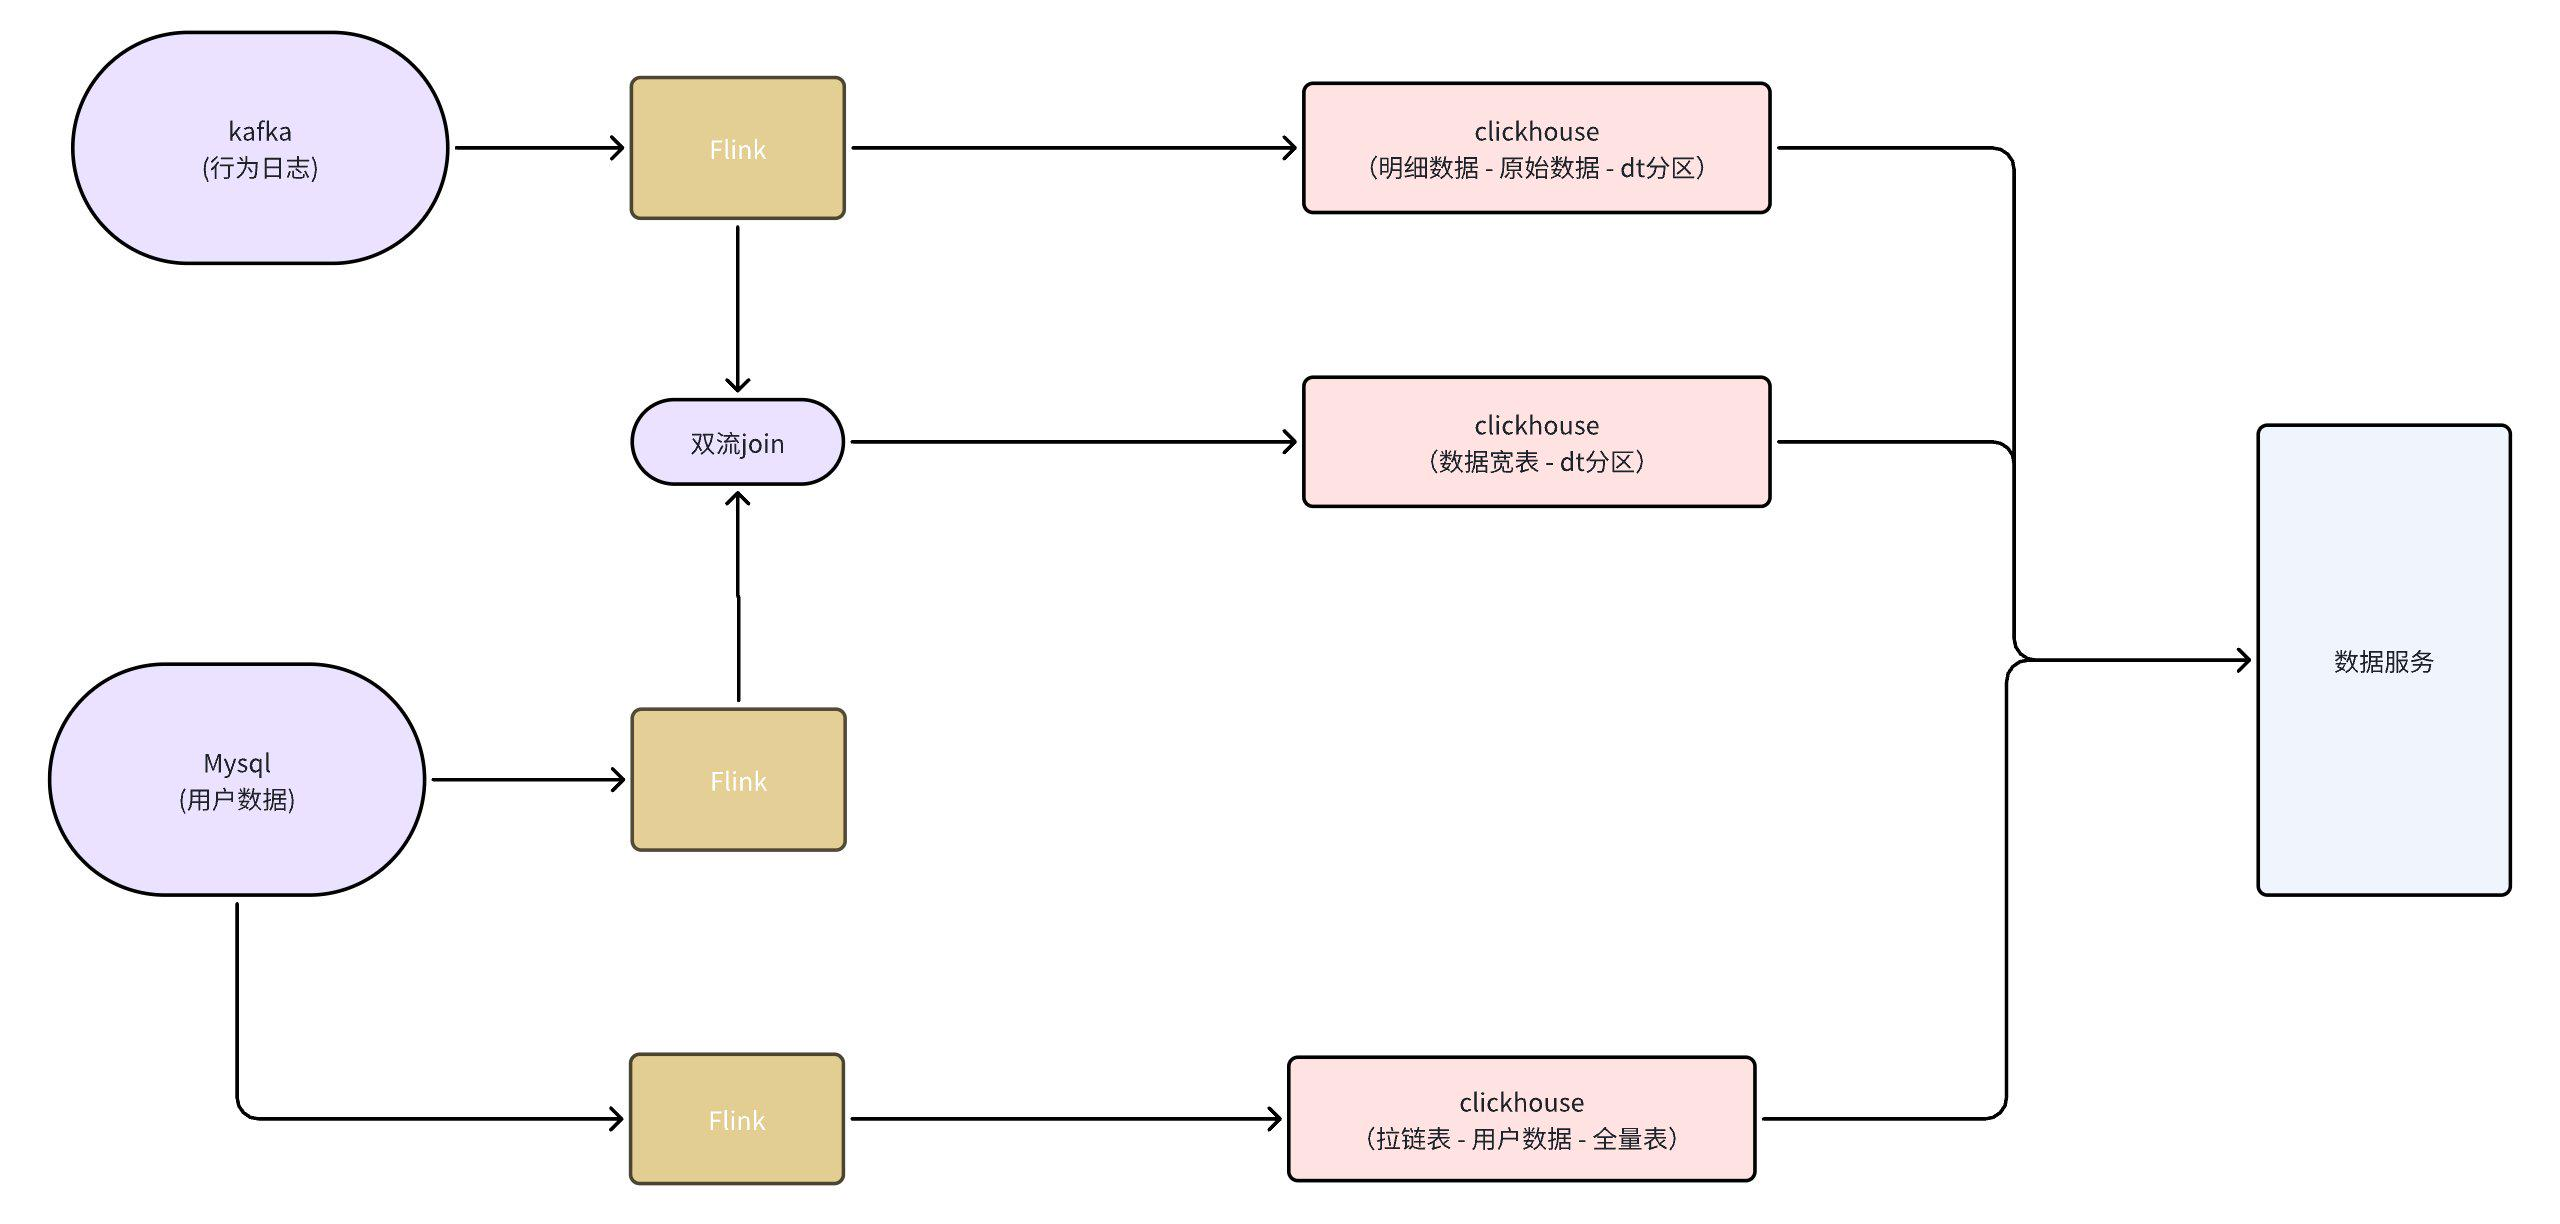 kafka
(行为日志)
Flink
clickhouse
（明细数据 - 原始数据 - dt分区）
双流join
clickhouse
（数据宽表 - dt分区）
数据服务
Mysql
(用户数据)
Flink
Flink
clickhouse
（拉链表 - 用户数据 - 全量表）